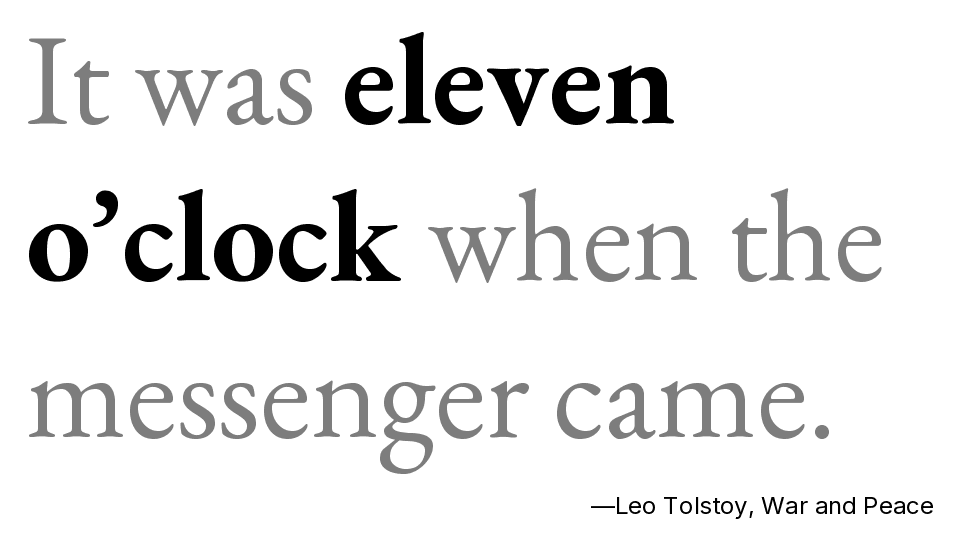 It was eleven
o’clock when the
messenger came.
—Leo Tolstoy, War and Peace